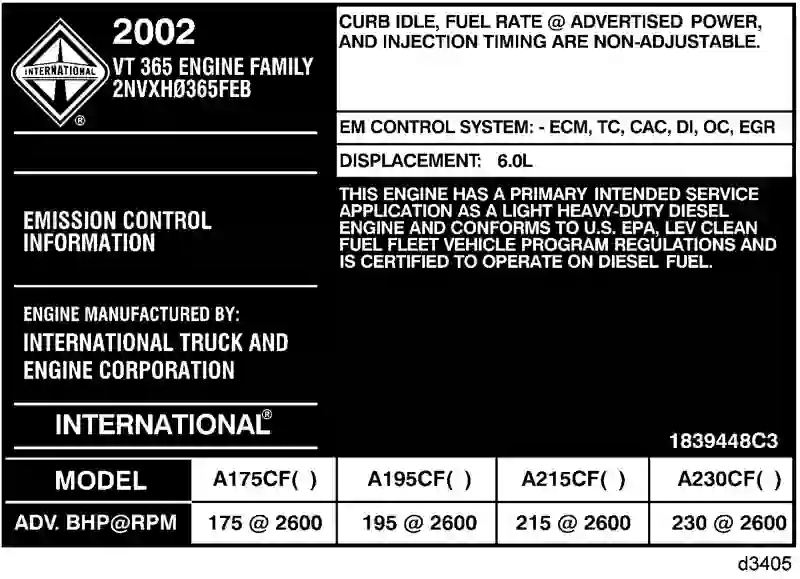 2002
INTERNATIONAL
®
VT 365 ENGINE FAMILY
2NVXHØ365FEB
CURB IDLE, FUEL RATE @ ADVERTISED POWER,
AND INJECTION TIMING ARE NON-ADJUSTABLE.
EM CONTROL SYSTEM: - ECM, TC, CAC, DI, OC, EGR
DISPLACEMENT: 6.0L
EMISSION CONTROL
INFORMATION
THIS ENGINE HAS A PRIMARY INTENDED SERVICE
APPLICATION AS A LIGHT HEAVY-DUTY DIESEL
ENGINE AND CONFORMS TO U.S. EPA, LEV CLEAN
FUEL FLEET VEHICLE PROGRAM REGULATIONS AND
IS CERTIFIED TO OPERATE ON DIESEL FUEL.
ENGINE MANUFACTURED BY:
INTERNATIONAL TRUCK AND
ENGINE CORPORATION
INTERNATIONAL®
1839448C3
MODEL A175CF( ) A195CF( ) A215CF( ) A230CF( )
ADV. BHP@RPM 175 @ 2600 195 @ 2600 215 @ 2600 230 @ 2600
d3405